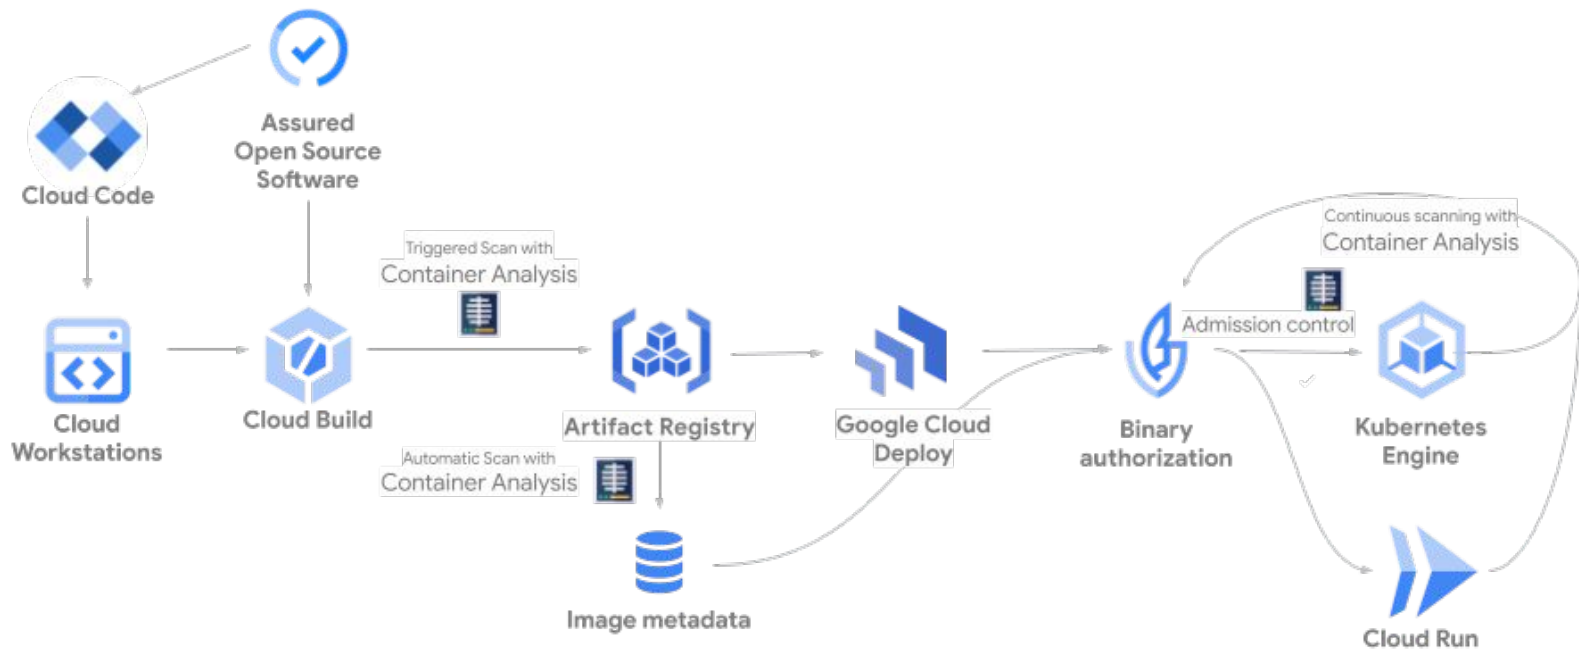 Assured
Open Source
Software
Cloud Code
Triggered Scan with
Container Analysis
Continuous scanning with
Container Analysis
Admission control
Cloud
Workstations
Cloud Build
Artifact Registry
Google Cloud
Deploy
Binary
authorization
Kubernetes
Engine
Automatic Scan with
Container Analysis
Image metadata
Cloud Run